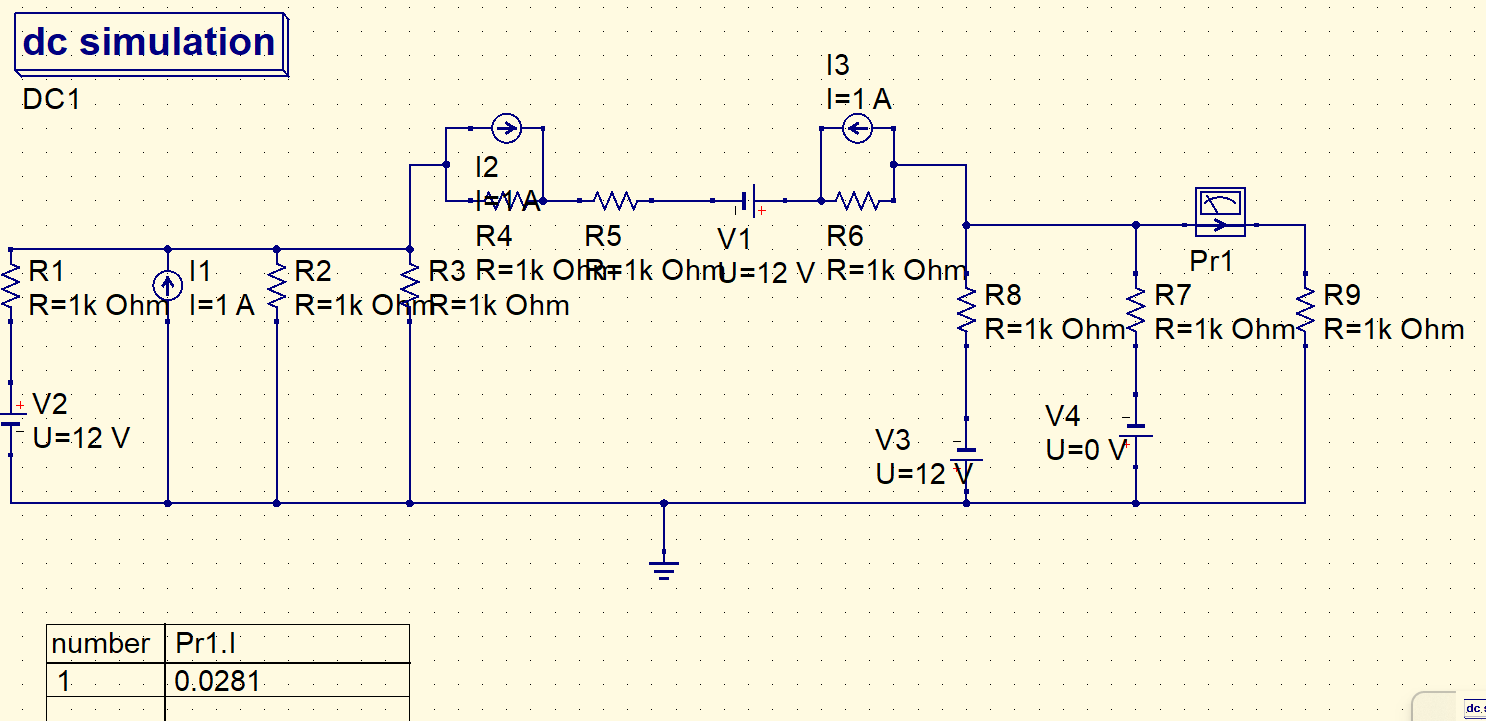 dc simulation
DC1
I3
I=1 A
I2
I=1 A
R4
R=1k Ohm
R5
R=1k Ohm
V1
U=12 V
R6
R=1k Ohm
R1
R=1k Ohm
I1
I=1 A
R2
R=1k Ohm
R3
R=1k Ohm
Pr1
R8
R=1k Ohm
R7
R=1k Ohm
R9
R=1k Ohm
V2
U=12 V
V3
U=12 V
V4
U=0 V
number Pr1.I
1 0.0281
dc s